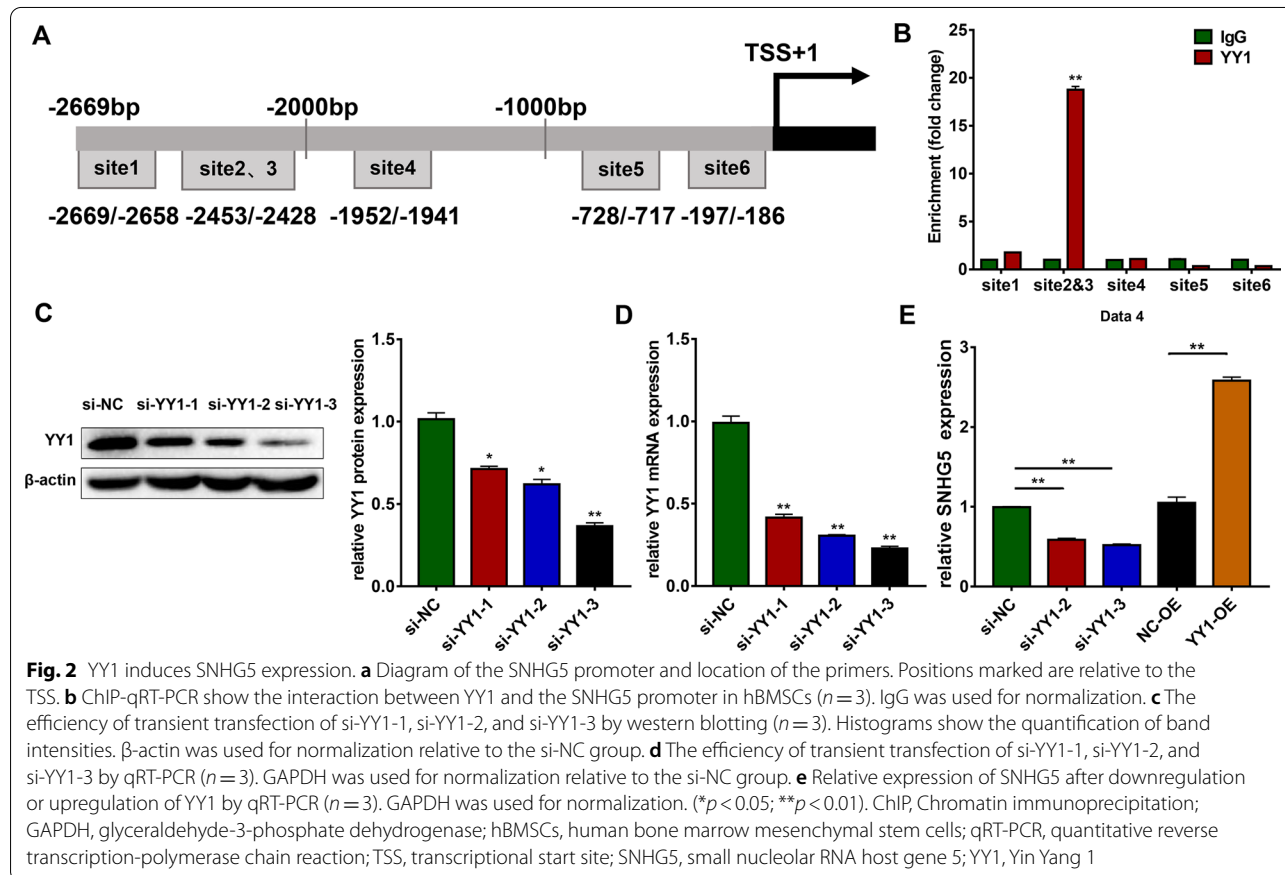 A
TSS+1
-2669bp
-2000bp
-1000bp
site1
site2、3
site4
site5
site6
-2669/-2658
-2453/-2428
-1952/-1941
-728/-717
-197/-186
B
IgG
YY1
Enrichment (fold change)
25
20
15
10
5
0
**
site1
site2&3
site4
site5
site6
C
si-NC si-YY1-1 si-YY1-2 si-YY1-3
YY1
β-actin
relative YY1 protein expression
1.5
1.0
0.5
0.0
*
*
**
si-NC
si-YY1-1
si-YY1-2
si-YY1-3
D
relative YY1 mRNA expression
1.5
1.0
0.5
0.0
**
**
**
si-NC
si-YY1-1
si-YY1-2
si-YY1-3
E
Data 4
relative SNHG5 expression
3
2
1
0
**
**
**
si-NC
si-YY1-2
si-YY1-3
NC-OE
YY1-OE
Fig. 2 YY1 induces SNHG5 expression. a Diagram of the SNHG5 promoter and location of the primers. Positions marked are relative to the
TSS. b ChIP-qRT-PCR show the interaction between YY1 and the SNHG5 promoter in hBMSCs (n = 3). IgG was used for normalization. c The
efficiency of transient transfection of si-YY1-1, si-YY1-2, and si-YY1-3 by western blotting (n = 3). Histograms show the quantification of band
intensities. β-actin was used for normalization relative to the si-NC group. d The efficiency of transient transfection of si-YY1-1, si-YY1-2, and
si-YY1-3 by qRT-PCR (n = 3). GAPDH was used for normalization relative to the si-NC group. e Relative expression of SNHG5 after downregulation
or upregulation of YY1 by qRT-PCR (n = 3). GAPDH was used for normalization. (*p < 0.05; **p < 0.01). ChIP, Chromatin immunoprecipitation;
GAPDH, glyceraldehyde-3-phosphate dehydrogenase; hBMSCs, human bone marrow mesenchymal stem cells; qRT-PCR, quantitative reverse
transcription-polymerase chain reaction; TSS, transcriptional start site; SNHG5, small nucleolar RNA host gene 5; YY1, Yin Yang 1